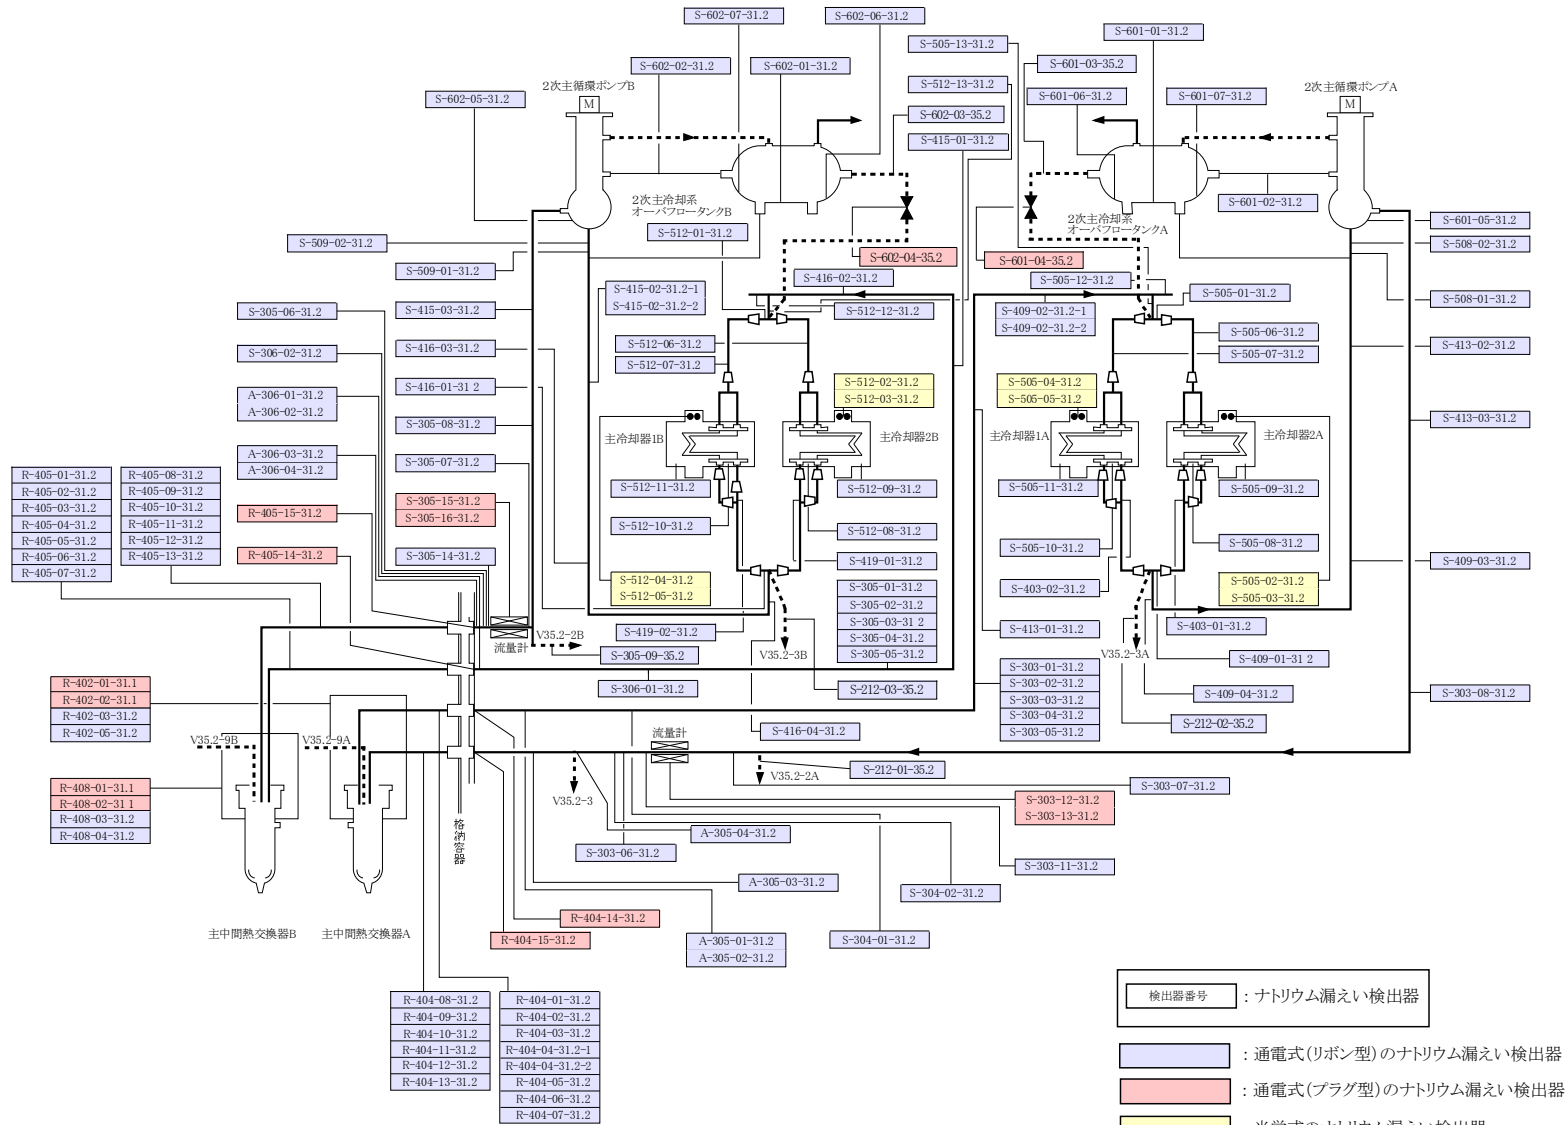 S-602-07-31.2
S-602-06-31.2
S-601-01-31.2
S-505-13-31.2
S-602-02-31.2
S-602-01-31.2
S-601-03-35.2
2次主循環ポンプB
S-512-13-31.2
2次主循環ポンプA
S-602-05-31.2
M
S-601-06-31.2
S-601-07-31.2
M
S-602-03-35.2
S-415-01-31.2
2次主冷却系
オーバフロータンクB
S-601-02-31.2
2次主冷却系
オーバフロータンクA
S-601-05-31.2
S-512-01-31.2
S-509-02-31.2
S-508-02-31.2
S-602-04-35.2
S-601-04-35.2
S-509-01-31.2
S-416-02-31.2
S-505-12-31.2
S-415-02-31.2-1
S-415-02-31.2-2
S-505-01-31.2
S-508-01-31.2
S-305-06-31.2
S-415-03-31.2
S-512-12-31.2
S-409-02-31.2-1
S-409-02-31.2-2
S-505-06-31.2
S-512-06-31.2
S-413-02-31.2
S-306-02-31.2
S-416-03-31.2
S-505-07-31.2
S-512-07-31.2
S-416-01-31 2
S-512-02-31.2
S-512-03-31.2
S-505-04-31.2
S-505-05-31.2
A-306-01-31.2
A-306-02-31.2
S-413-03-31.2
S-305-08-31.2
主冷却器1B
主冷却器2B
主冷却器1A
主冷却器2A
A-306-03-31.2
A-306-04-31.2
S-305-07-31.2
R-405-01-31.2
R-405-02-31.2
R-405-03-31.2
R-405-04-31.2
R-405-05-31.2
R-405-06-31.2
R-405-07-31.2
R-405-08-31.2
R-405-09-31.2
R-405-10-31.2
R-405-11-31.2
R-405-12-31.2
R-405-13-31.2
S-512-11-31.2
S-512-09-31.2
S-505-11-31.2
S-505-09-31.2
S-305-15-31.2
S-305-16-31.2
R-405-15-31.2
S-512-10-31.2
S-512-08-31.2
S-505-10-31.2
S-505-08-31.2
R-405-14-31.2
S-305-14-31.2
S-419-01-31.2
S-409-03-31.2
S-512-04-31.2
S-512-05-31.2
S-403-02-31.2
S-505-02-31.2
S-505-03-31.2
S-305-01-31.2
S-305-02-31.2
S-305-03-31 2
S-305-04-31.2
S-305-05-31.2
S-419-02-31.2
S-413-01-31.2
S-403-01-31.2
V35.2-2B
流量計
S-305-09-35.2
V35.2-3B
V35.2-3A
S-409-01-31 2
S-306-01-31.2
S-212-03-35.2
S-303-01-31.2
S-303-02-31.2
S-303-03-31.2
S-303-04-31.2
S-303-05-31.2
S-409-04-31.2
S-303-08-31.2
R-402-01-31.1
R-402-02-31.1
R-402-03-31.2
R-402-05-31.2
S-212-02-35.2
S-416-04-31.2
流量計
V35.2-9B
V35.2-9A
S-212-01-35.2
V35.2-2A
S-303-07-31.2
R-408-01-31.1
R-408-02-31 1
R-408-03-31.2
R-408-04-31.2
V35.2-3
S-303-12-31.2
S-303-13-31.2
格納容器
A-305-04-31.2
S-303-06-31.2
S-303-11-31.2
A-305-03-31.2
S-304-02-31.2
R-404-14-31.2
主中間熱交換器B
主中間熱交換器A
R-404-15-31.2
A-305-01-31.2
A-305-02-31.2
S-304-01-31.2
R-404-08-31.2
R-404-09-31.2
R-404-10-31.2
R-404-11-31.2
R-404-12-31.2
R-404-13-31.2
R-404-01-31.2
R-404-02-31.2
R-404-03-31.2
R-404-04-31.2-1
R-404-04-31.2-2
R-404-05-31.2
R-404-06-31.2
R-404-07-31.2
検出器番号
:ナトリウム漏えい検出器
:通電式(リボン型)のナトリウム漏えい検出器
:通電式(プラグ型)のナトリウム漏えい検出器